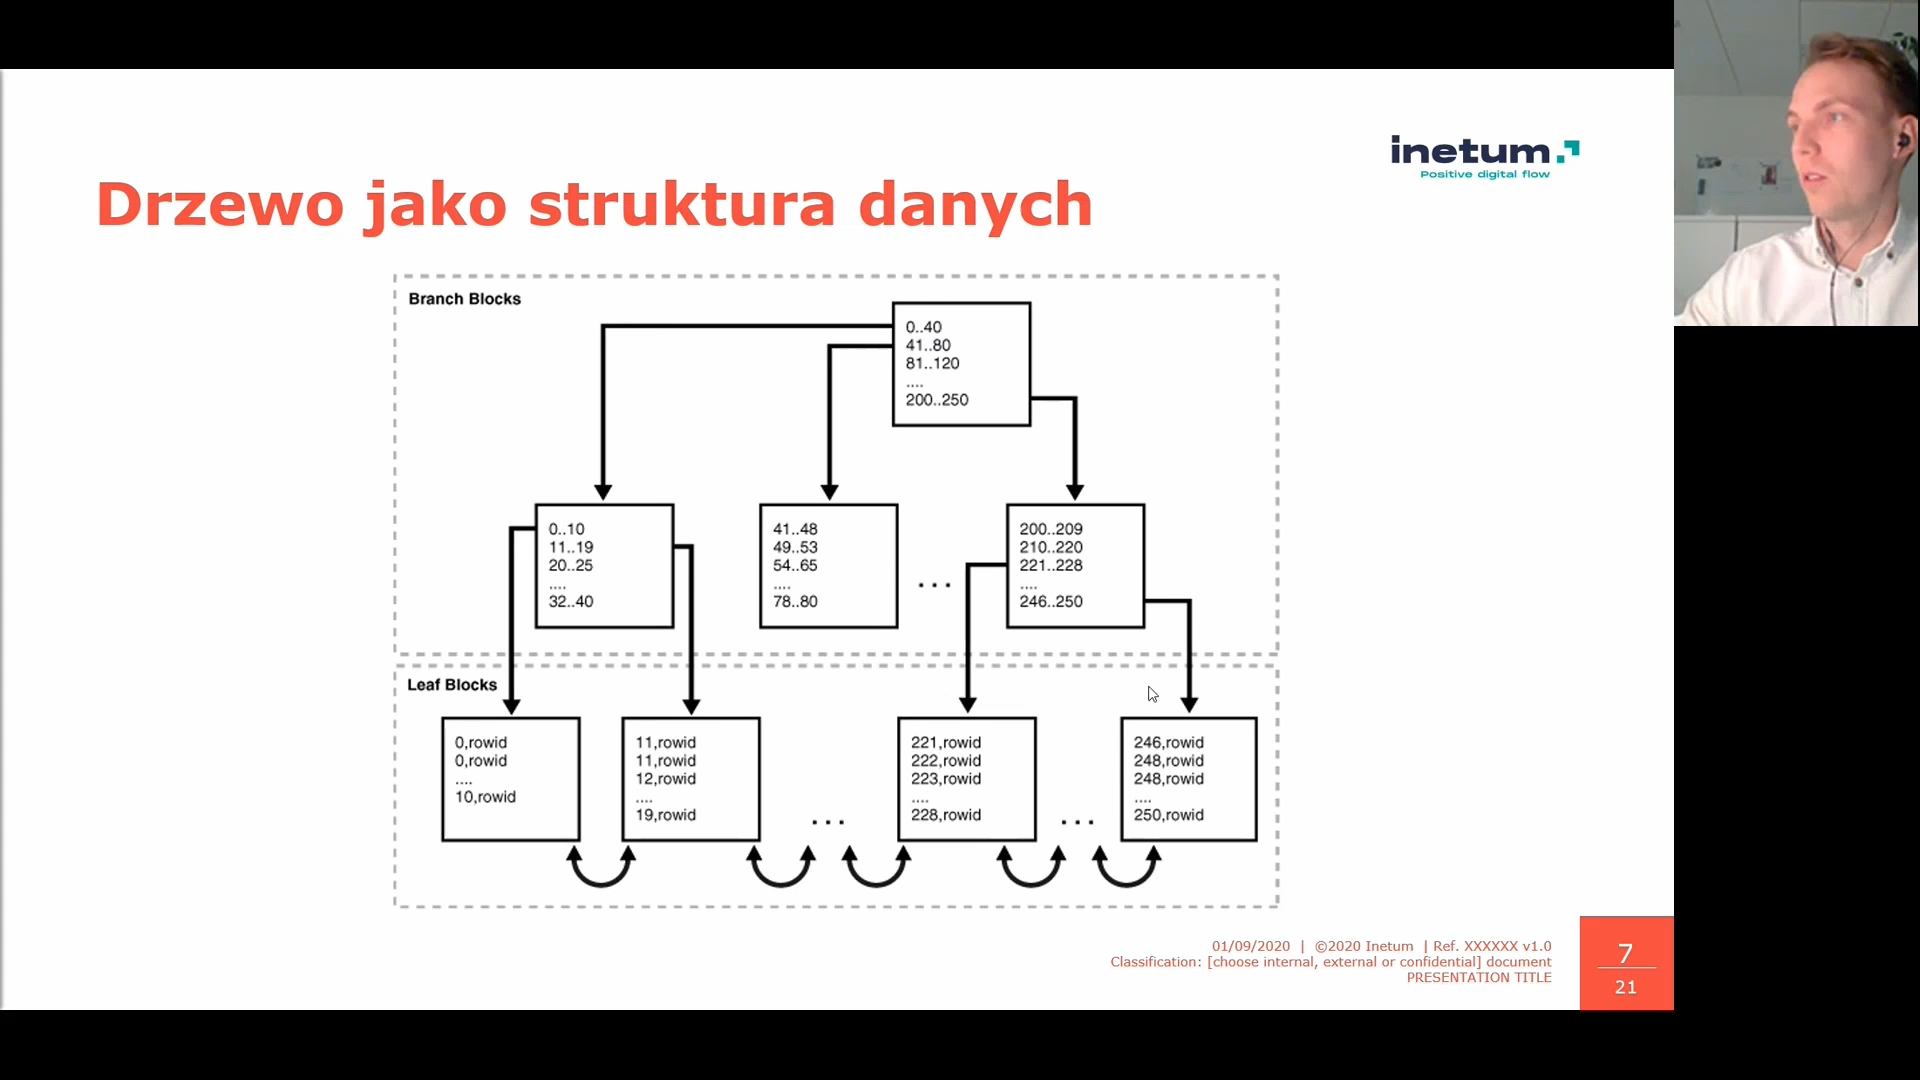 inetum
Positive digital flow
Drzewo jako struktura danych
Branch Blocks
0..40
41..80
81..120
....
200..250
0..10
11..19
20..25
....
32..40
41..48
49..53
54..65
....
78..80
...
200..209
210..220
221..228
....
246..250
Leaf Blocks
0,rowid
0,rowid
....
10,rowid
11,rowid
11,rowid
12,rowid
....
19,rowid
...
221,rowid
222,rowid
223,rowid
....
228,rowid
...
246,rowid
248,rowid
248,rowid
....
250,rowid
01/09/2020 | ©2020 Inetum | Ref. XXXXXX v1.0
Classification: [choose internal, external or confidential] document
PRESENTATION TITLE
7
21